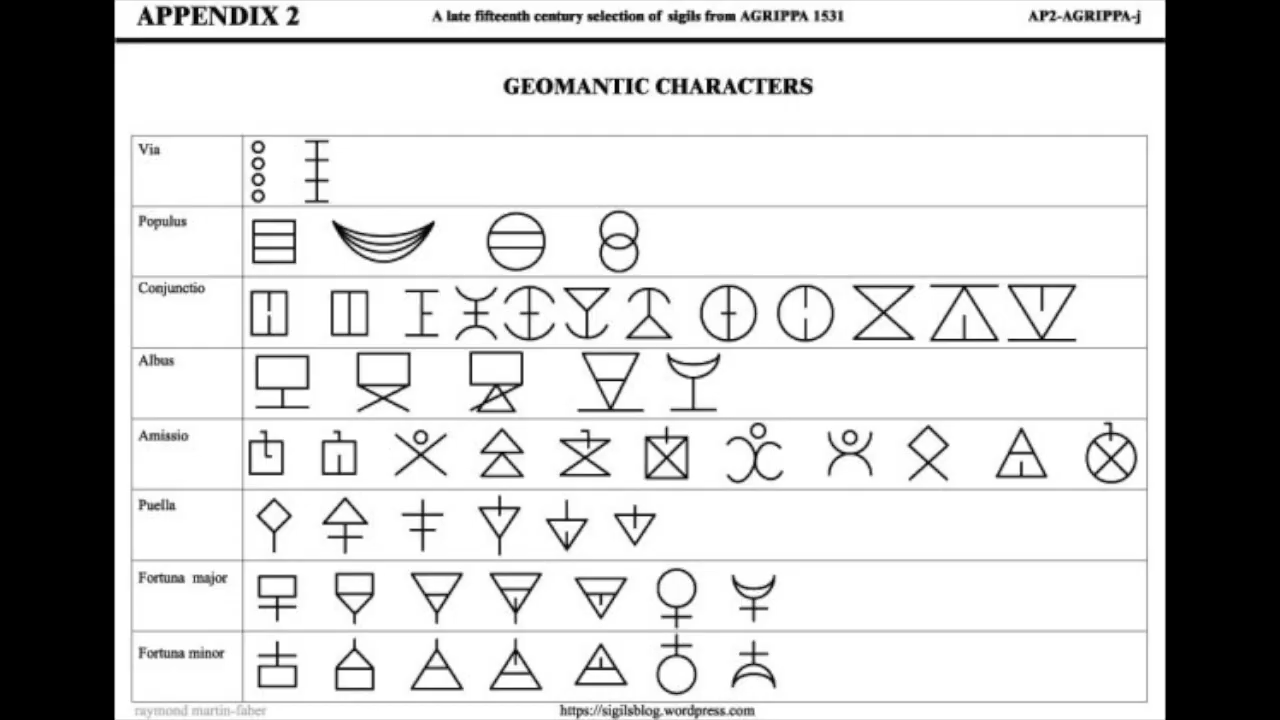 APPENDIX 2 A late fifteenth century selection of sigils from AGRIPPA 1531 AP2-AGRIPPA-j
GEOMANTIC CHARACTERS
Via
Populus
Conjunctio
Albus
Amissio
Puella
Fortuna major
Fortuna minor
raymond martin-faher https://sigilsblog.wordpress.com